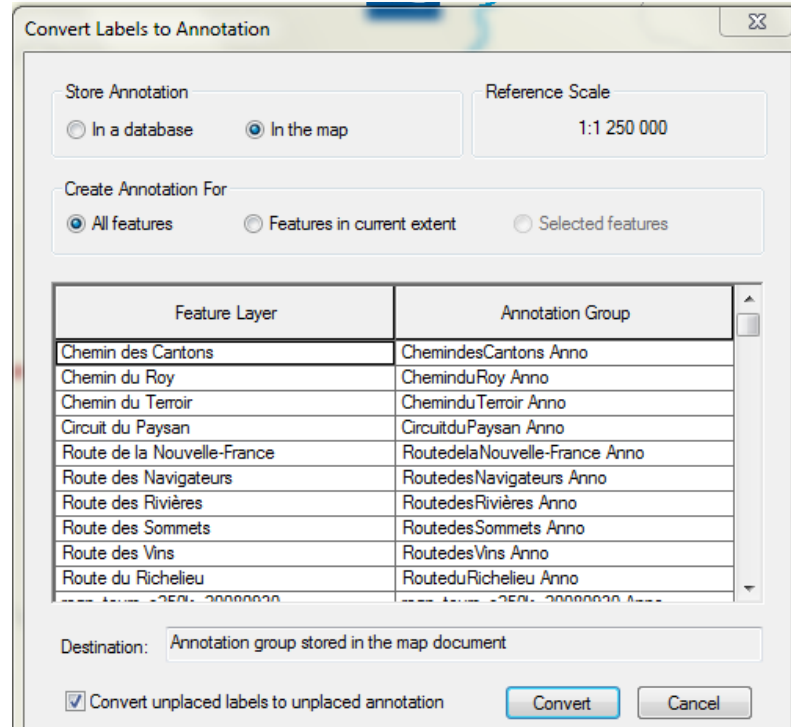 Convert Labels to Annotation
Store Annotation
Reference Scale
In a database In the map
1:1 250 000
Create Annotation For
All features Features in current extent Selected features
Feature Layer Annotation Group
Chemin des Cantons ChemindesCantons Anno
Chemin du Roy CheminduRoy Anno
Chemin du Terroir CheminduTerroir Anno
Circuit du Paysan CircuitduPaysan Anno
Route de la Nouvelle-France RoutedelaNouvelle-France Anno
Route des Navigateurs RoutedesNavigateurs Anno
Route des Rivières RoutedesRivières Anno
Route des Sommets RoutedesSommets Anno
Route des Vins RoutedesVins Anno
Route du Richelieu RouteduRichelieu Anno
Destination: Annotation group stored in the map document
Convert unplaced labels to unplaced annotation Convert Cancel